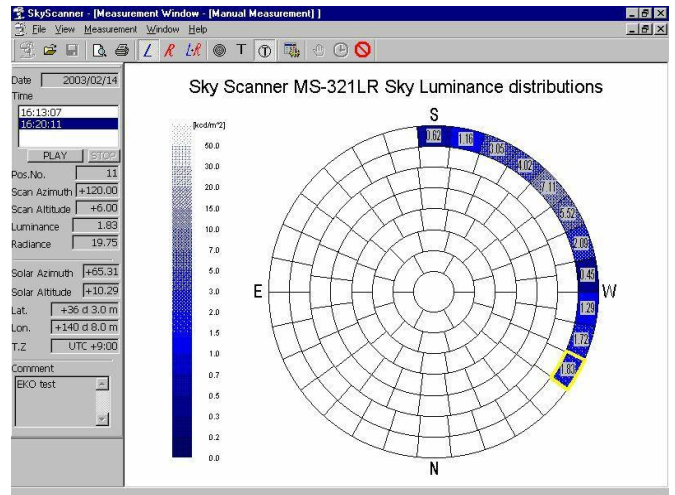 SkyScanner - [Measurement Window - [Manual Measurement] ]
File View Measurement Window Help
L R L/R T T
Date 2003/02/14
Time
16:13:07
16:20:11
PLAY STOP
Pos.No. 11
Scan Azimuth +120.00
Scan Altitude +6.00
Luminance 1.83
Radiance 19.75
Solar Azimuth +65.31
Solar Altitude +10.29
Lat. +36 d 3.0 m
Lon. +140 d 8.0 m
T.Z UTC +9:00
Comment
EKO test
Sky Scanner MS-321LR Sky Luminance distributions
[kcd/m^2]
50.0
30.0
20.0
15.0
10.0
7.0
5.0
3.0
2.0
1.5
1.0
0.7
0.5
0.3
0.2
0.0
S
E
W
N
0.62
1.16
3.05
4.02
7.11
5.52
2.09
0.45
1.29
1.72
1.83